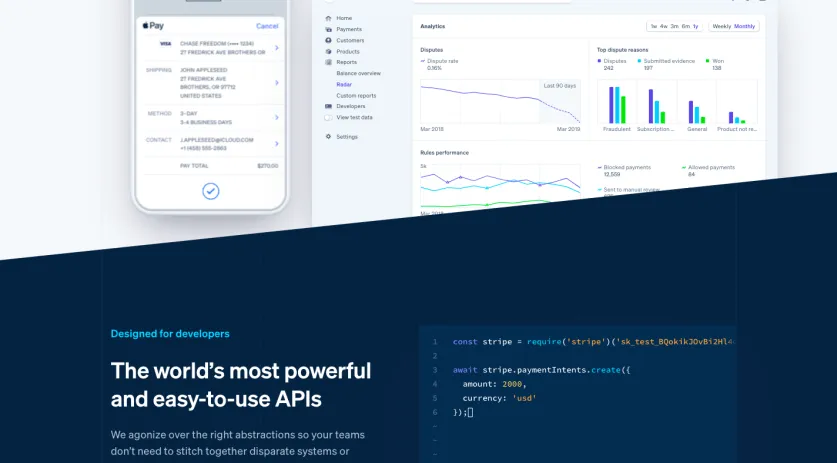 Pay Cancel
VISA CHASE FREEDOM (•••• 1234)
27 FREDRICK AVE BROTHERS OR
SHIPPING JOHN APPLESEED
27 FREDRICK AVE
BROTHERS, OR 07712
UNITED STATES
METHOD 2-DAY
3-4 BUSINESS DAYS
CONTACT J.APPLESEED@ICLOUD.COM
+1 (458) 555-2863
PAY TOTAL $270.00
Home
Payments
Customers
Products
Reports
Balance overview
Radar
Custom reports
Developers
View test data
Settings
Analytics
1w 4w 3m 6m 1y
Weekly Monthly
Disputes
Dispute rate
0.16%
Last 90 days
Mar 2018 Mar 2019
Top dispute reasons
Disputes Submitted evidence Won
242 197 138
Fraudulent Subscription ... General Product not re...
Rules performance
5k
Mar 2018
Blocked payments Allowed payments
12,559 84
Sent to manual review
Designed for developers
The world's most powerful
and easy-to-use APIs
We agonize over the right abstractions so your teams
don't need to stitch together disparate systems or
1 const stripe = require('stripe')('sk_test_BQokikJOvBi2Hl4
2
3 await stripe.paymentIntents.create({
4 amount: 2000,
5 currency: 'usd'
6 });
~
~
~